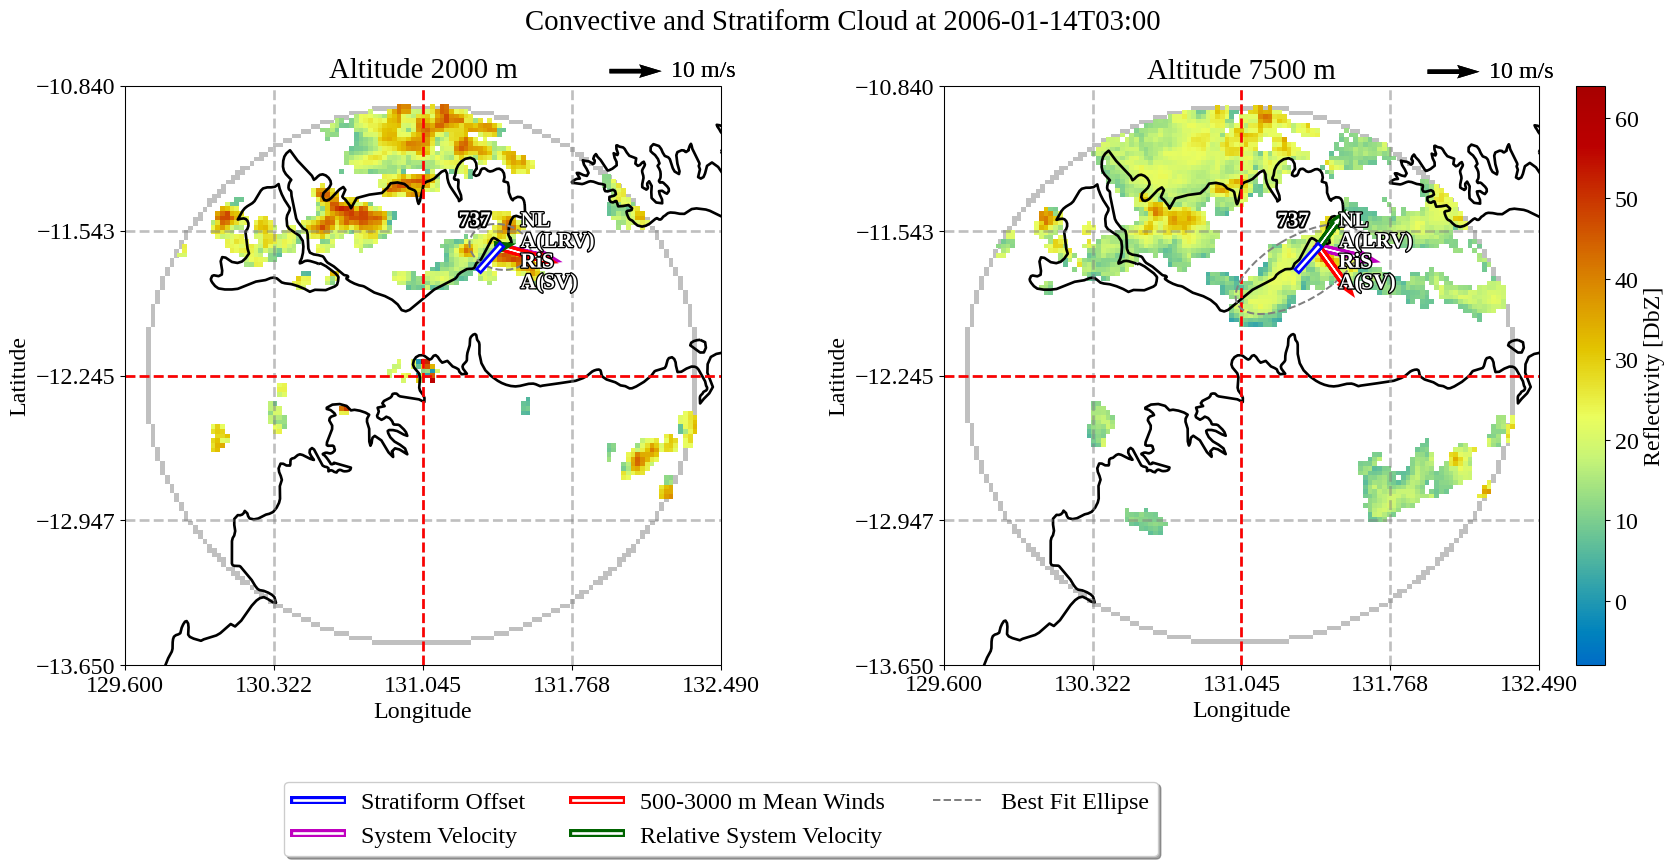 Convective and Stratiform Cloud at 2006-01-14T03:00
Altitude 2000 m
10 m/s
−10.840
−11.543
−12.245
−12.947
−13.650
129.600
130.322
131.045
131.768
132.490
Latitude
Longitude
737
NL
A(LRV)
RiS
A(SV)
Altitude 7500 m
10 m/s
−10.840
−11.543
−12.245
−12.947
−13.650
129.600
130.322
131.045
131.768
132.490
Latitude
Longitude
737
NL
A(LRV)
RiS
A(SV)
60
50
40
30
20
10
0
Reflectivity [DbZ]
Stratiform Offset
System Velocity
500-3000 m Mean Winds
Relative System Velocity
Best Fit Ellipse